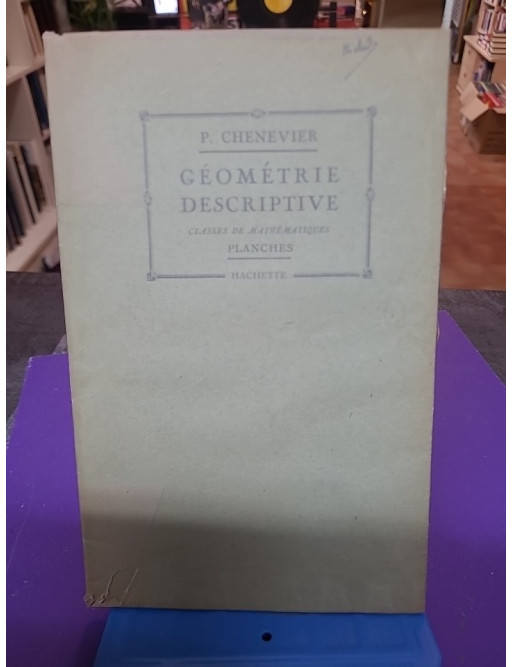 P. CHENEVIER
GÉOMÉTRIE
DESCRIPTIVE
CLASSES DE MATHÉMATIQUES
PLANCHES
HACHETTE